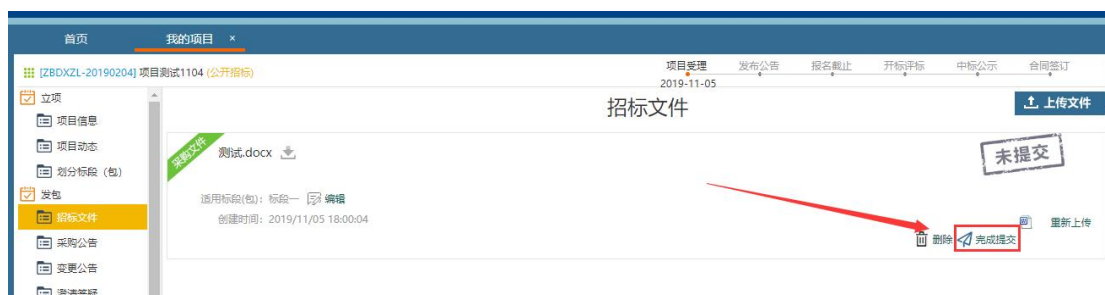 首页 我的项目 ×
[ZBDXZL-20190204] 项目测试1104 (公开招标)
项目受理 发布公告 报名截止 开标评标 中标公示 合同签订
2019-11-05
立项
项目信息
项目动态
划分标段（包）
发包
招标文件
采购公告
变更公告
澄清答疑
招标文件
上传文件
采购文件
测试.docx
未提交
适用标段(包)：标段一 编辑
创建时间：2019/11/05 18:00:04
重新上传
删除 完成提交